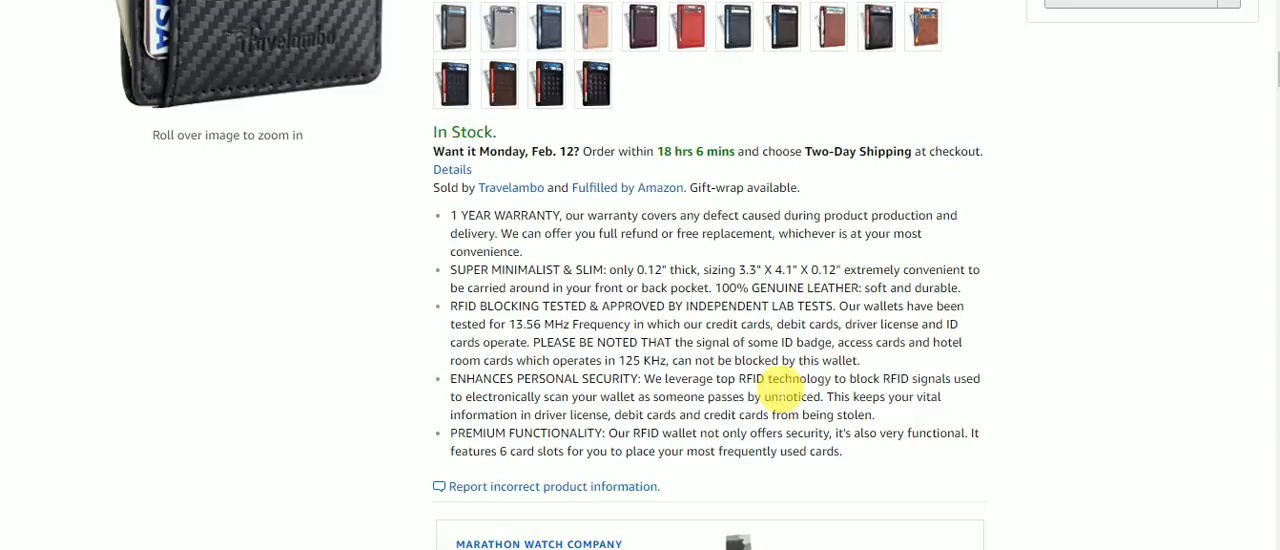 VISA
Travelambo
Roll over image to zoom in
In Stock.
Want it Monday, Feb. 12? Order within 18 hrs 6 mins and choose Two-Day Shipping at checkout.
Details
Sold by Travelambo and Fulfilled by Amazon. Gift-wrap available.
1 YEAR WARRANTY, our warranty covers any defect caused during product production and
delivery. We can offer you full refund or free replacement, whichever is at your most
convenience.
SUPER MINIMALIST & SLIM: only 0.12" thick, sizing 3.3" X 4.1" X 0.12" extremely convenient to
be carried around in your front or back pocket. 100% GENUINE LEATHER: soft and durable.
RFID BLOCKING TESTED & APPROVED BY INDEPENDENT LAB TESTS. Our wallets have been
tested for 13.56 MHz Frequency in which our credit cards, debit cards, driver license and ID
cards operate. PLEASE BE NOTED THAT the signal of some ID badge, access cards and hotel
room cards which operates in 125 KHz, can not be blocked by this wallet.
ENHANCES PERSONAL SECURITY: We leverage top RFID technology to block RFID signals used
to electronically scan your wallet as someone passes by unnoticed. This keeps your vital
information in driver license, debit cards and credit cards from being stolen.
PREMIUM FUNCTIONALITY: Our RFID wallet not only offers security, it's also very functional. It
features 6 card slots for you to place your most frequently used cards.
Report incorrect product information.
MARATHON WATCH COMPANY